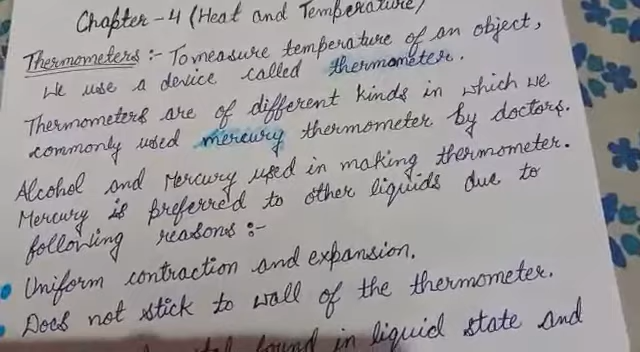 Chapter - 4 (Heat and Temperature)
Thermometers :- To measure temperature of an object,
We use a device called thermometer.
Thermometers are of different kinds in which we
commonly used mercury thermometer by doctors.
Alcohol and Mercury used in making thermometer.
Mercury is preferred to other liquids due to
following reasons :-
Uniform contraction and expansion.
Does not stick to wall of the thermometer.
found in liquid state and